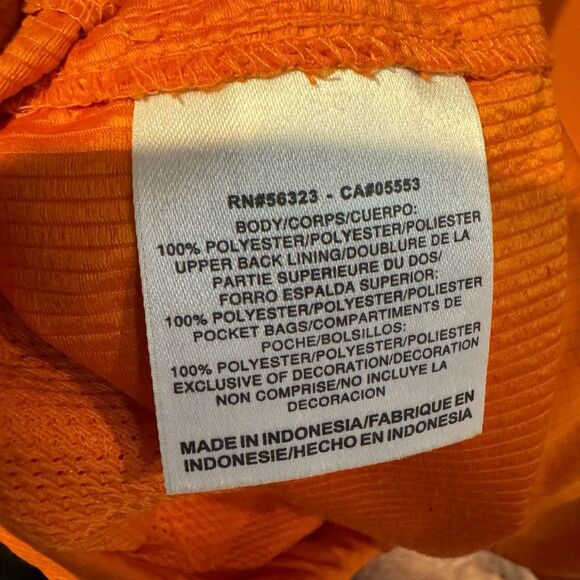 RN#56323 - CA#05553
BODY/CORPS/CUERPO:
100% POLYESTER/POLYESTER/POLIESTER
UPPER BACK LINING/DOUBLURE DE LA
PARTIE SUPERIEURE DU DOS/
FORRO ESPALDA SUPERIOR:
100% POLYESTER/POLYESTER/POLIESTER
POCKET BAGS/COMPARTIMENTS DE
POCHE/BOLSILLOS:
100% POLYESTER/POLYESTER/POLIESTER
EXCLUSIVE OF DECORATION/DECORATION
NON COMPRISE/NO INCLUYE LA
DECORACION
MADE IN INDONESIA/FABRIQUE EN
INDONESIE/HECHO EN INDONESIA